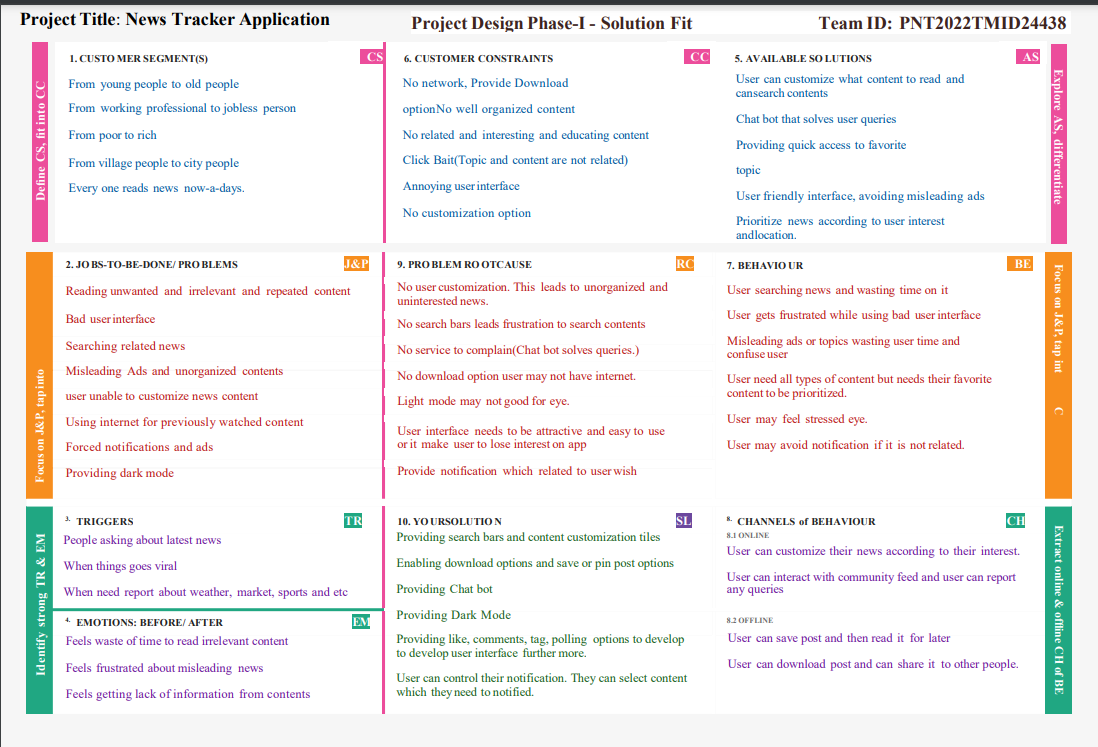 Project Title: News Tracker Application
Project Design Phase-I - Solution Fit
Team ID: PNT2022TMID24438
Define CS, fit into CC
1. CUSTOMER SEGMENT(S)
CS
From young people to old people
From working professional to jobless person
From poor to rich
From village people to city people
Every one reads news now-a-days.
6. CUSTOMER CONSTRAINTS
CC
No network, Provide Download
optionNo well organized content
No related and interesting and educating content
Click Bait(Topic and content are not related)
Annoying user interface
No customization option
5. AVAILABLE SOLUTIONS
AS
User can customize what content to read and
cansearch contents
Chat bot that solves user queries
Providing quick access to favorite
topic
User friendly interface, avoiding misleading ads
Prioritize news according to user interest
andlocation.
Explore AS, differentiate
Focus on J&P, tap into
2. JOBS-TO-BE-DONE/ PROBLEMS
J&P
Reading unwanted and irrelevant and repeated content
Bad user interface
Searching related news
Misleading Ads and unorganized contents
user unable to customize news content
Using internet for previously watched content
Forced notifications and ads
Providing dark mode
9. PROBLEM ROOTCAUSE
RC
No user customization. This leads to unorganized and
uninterested news.
No search bars leads frustration to search contents
No service to complain(Chat bot solves queries.)
No download option user may not have internet.
Light mode may not good for eye.
User interface needs to be attractive and easy to use
or it make user to lose interest on app
Provide notification which related to user wish
7. BEHAVIOUR
BE
User searching news and wasting time on it
User gets frustrated while using bad user interface
Misleading ads or topics wasting user time and
confuse user
User need all types of content but needs their favorite
content to be prioritized.
User may feel stressed eye.
User may avoid notification if it is not related.
Focus on J&P, tap int C
Identify strong TR & EM
3. TRIGGERS
TR
People asking about latest news
When things goes viral
When need report about weather, market, sports and etc
4. EMOTIONS: BEFORE/ AFTER
EM
Feels waste of time to read irrelevant content
Feels frustrated about misleading news
Feels getting lack of information from contents
10. YOURSOLUTION
SL
Providing search bars and content customization tiles
Enabling download options and save or pin post options
Providing Chat bot
Providing Dark Mode
Providing like, comments, tag, polling options to develop
to develop user interface further more.
User can control their notification. They can select content
which they need to notified.
8. CHANNELS of BEHAVIOUR
CH
8.1 ONLINE
User can customize their news according to their interest.
User can interact with community feed and user can report
any queries
8.2 OFFLINE
User can save post and then read it for later
User can download post and can share it to other people.
Extract online & offline CH of BE